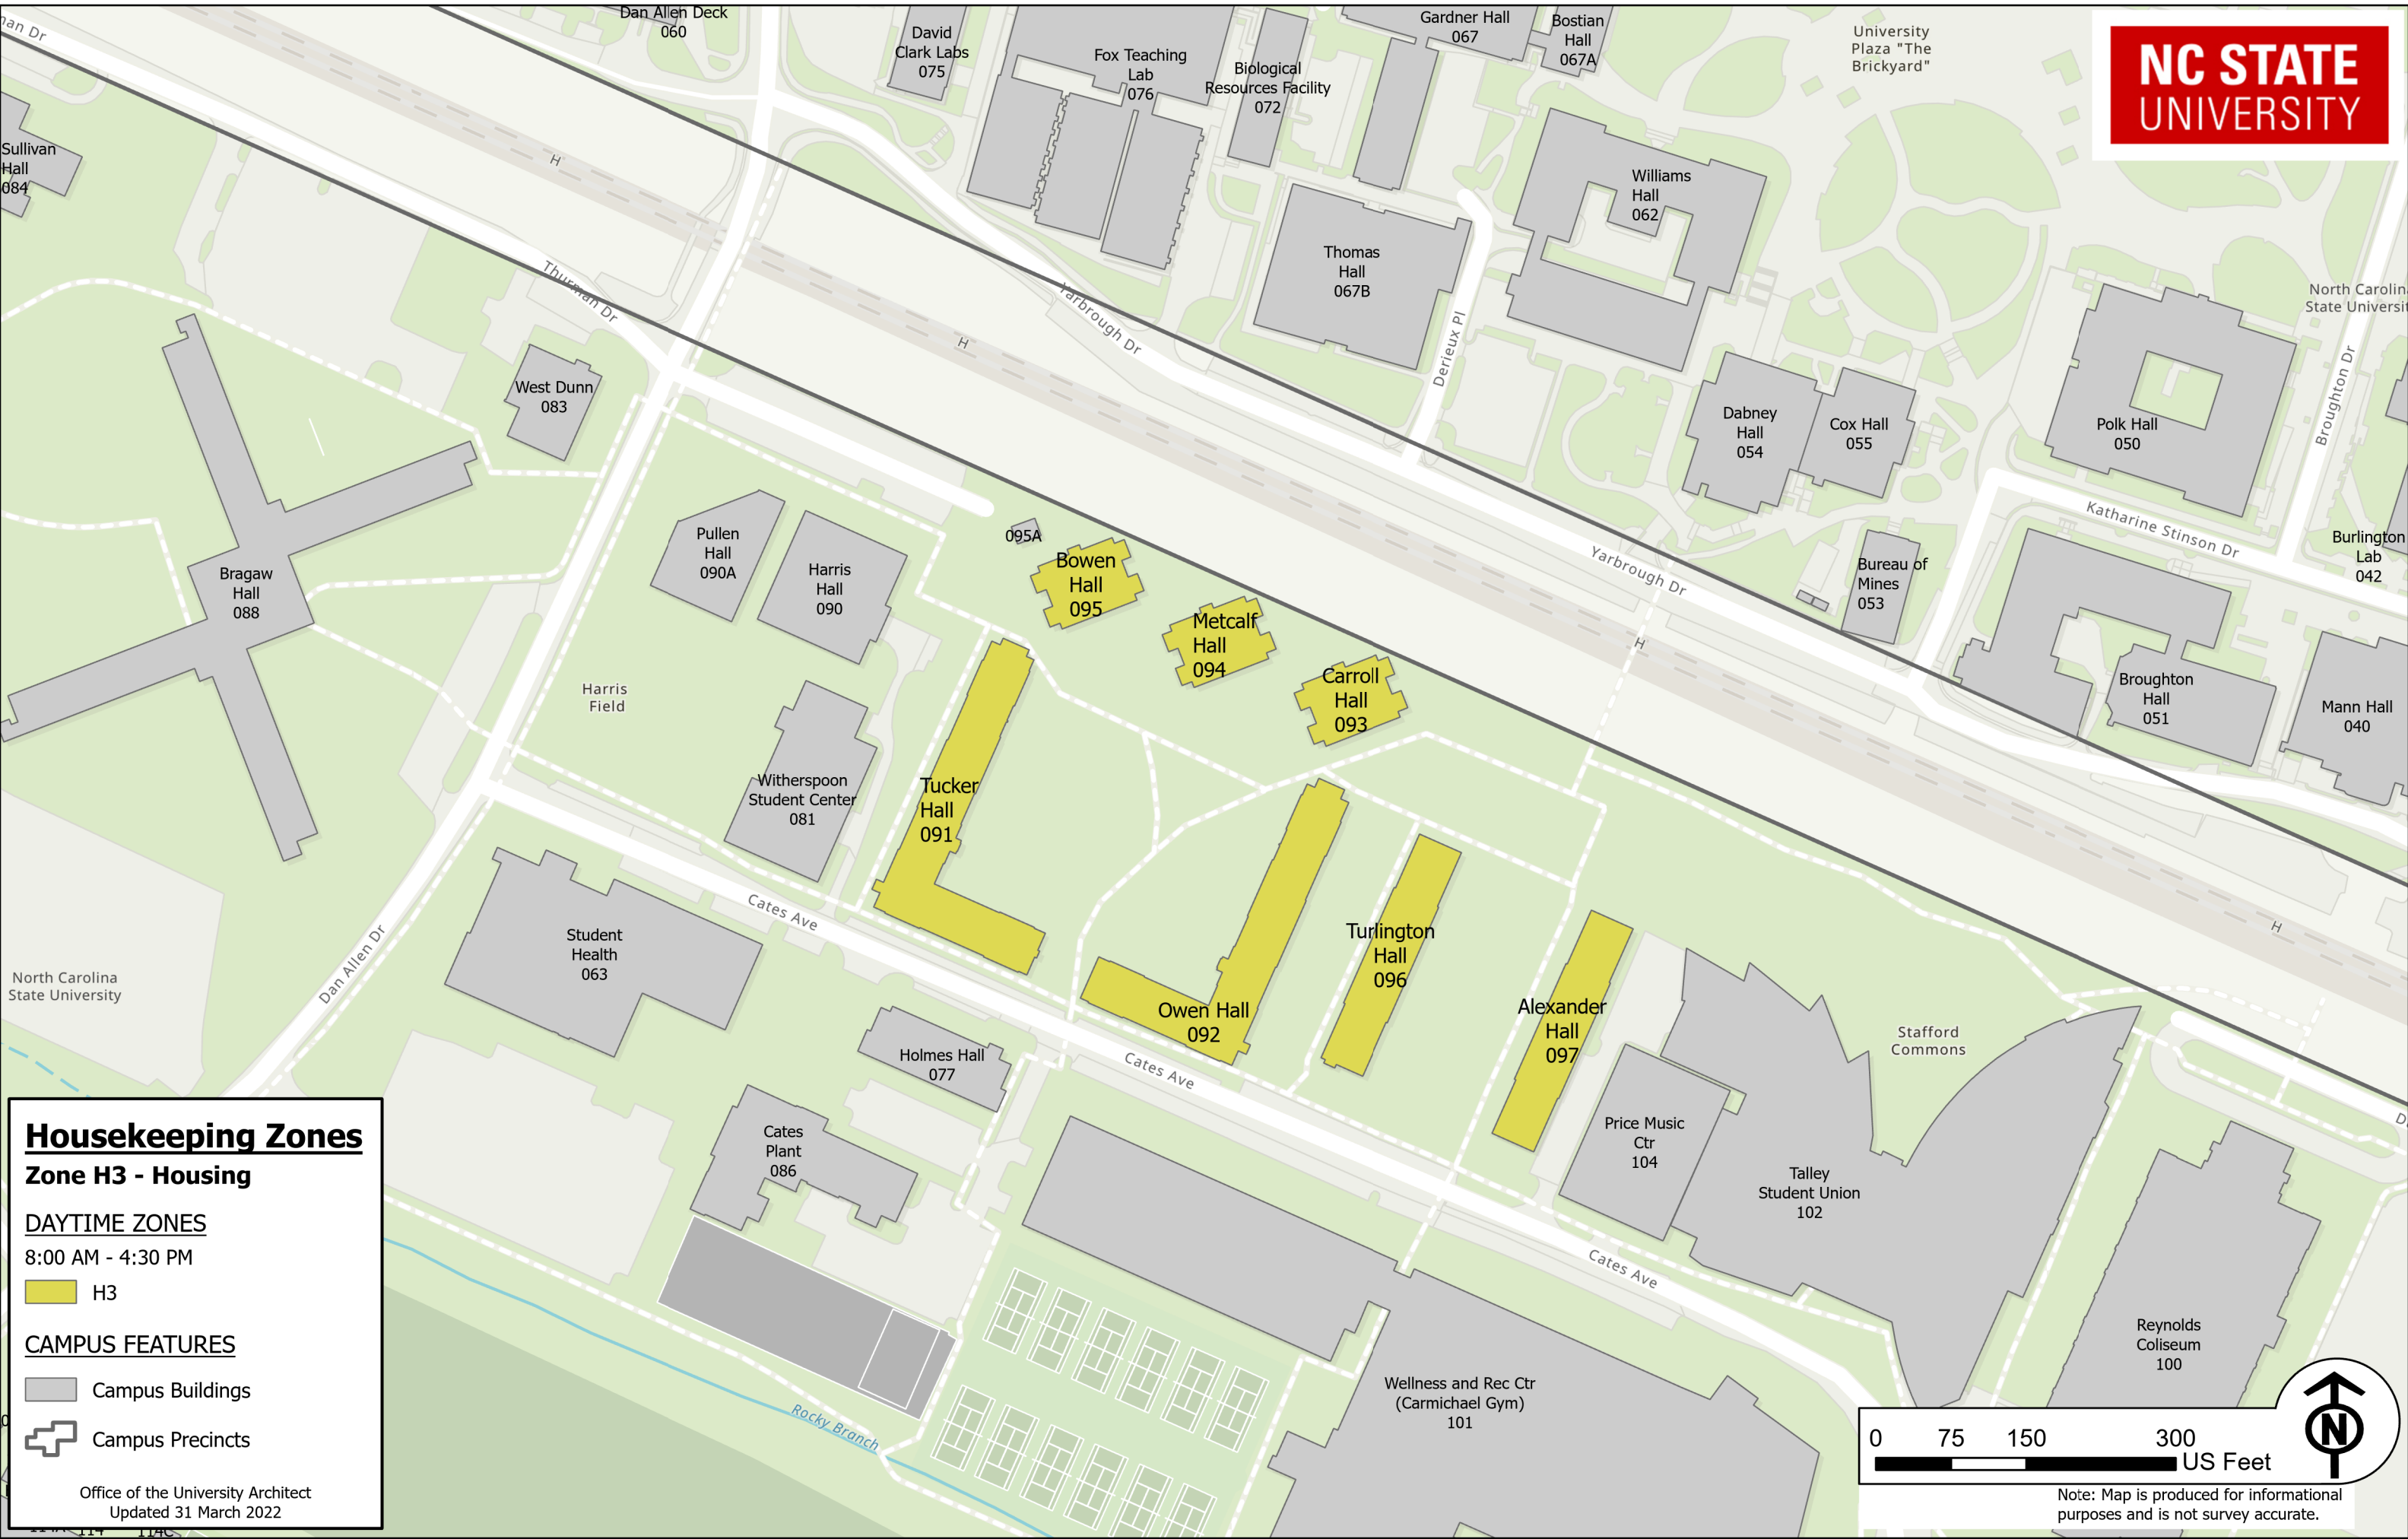 Dan Allen Deck
060
David
Clark Labs
075
Fox Teaching
Lab
076
Biological
Resources Facility
072
Gardner Hall
067
Bostian
Hall
067A
University
Plaza "The
Brickyard"
NC STATE
UNIVERSITY
Sullivan
Hall
084
H
Williams
Hall
062
Thomas
Hall
067B
Thurman Dr
Yarbrough Dr
Derieux Pl
H
North Carolin
State Universit
Broughton Dr
West Dunn
083
Dabney
Hall
054
Cox Hall
055
Polk Hall
050
Katharine Stinson Dr
Burlington
Lab
042
Pullen
Hall
090A
Harris
Hall
090
095A
Bowen
Hall
095
Metcalf
Hall
094
Carroll
Hall
093
Yarbrough Dr
H
Bureau of
Mines
053
Bragaw
Hall
088
Harris
Field
Broughton
Hall
051
Mann Hall
040
Witherspoon
Student Center
081
Tucker
Hall
091
Cates Ave
Student
Health
063
Dan Allen Dr
North Carolina
State University
Turlington
Hall
096
Owen Hall
092
Alexander
Hall
097
H
Stafford
Commons
Holmes Hall
077
Cates Ave
Cates
Plant
086
Price Music
Ctr
104
Talley
Student Union
102
Cates Ave
Reynolds
Coliseum
100
Wellness and Rec Ctr
(Carmichael Gym)
101
Rocky Branch
Housekeeping Zones
Zone H3 - Housing
DAYTIME ZONES
8:00 AM - 4:30 PM
H3
CAMPUS FEATURES
Campus Buildings
Campus Precincts
Office of the University Architect
Updated 31 March 2022
114
114C
0 75 150 300
US Feet
N
Note: Map is produced for informational
purposes and is not survey accurate.